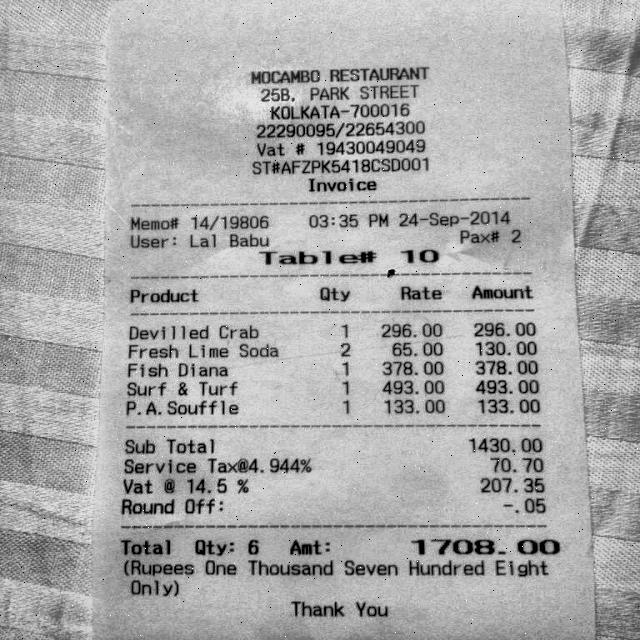 MOCAMBO RESTAURANT
25B, PARK STREET
KOLKATA-700016
22290095/22654300
Vat # 19430049049
ST#AFZPK5418CSD001
Invoice
Memo# 14/19806 03:35 PM 24-Sep-2014
User: Lal Babu Pax# 2
Table# 10
Product Qty Rate Amount
Devilled Crab 1 296.00 296.00
Fresh Lime Soda 2 65.00 130.00
Fish Diana 1 378.00 378.00
Surf & Turf 1 493.00 493.00
P.A.Souffle 1 133.00 133.00
Sub Total 1430.00
Service Tax@4.944% 70.70
Vat @ 14.5 % 207.35
Round Off: -.05
Total Qty: 6 Amt: 1708.00
(Rupees One Thousand Seven Hundred Eight
Only)
Thank You